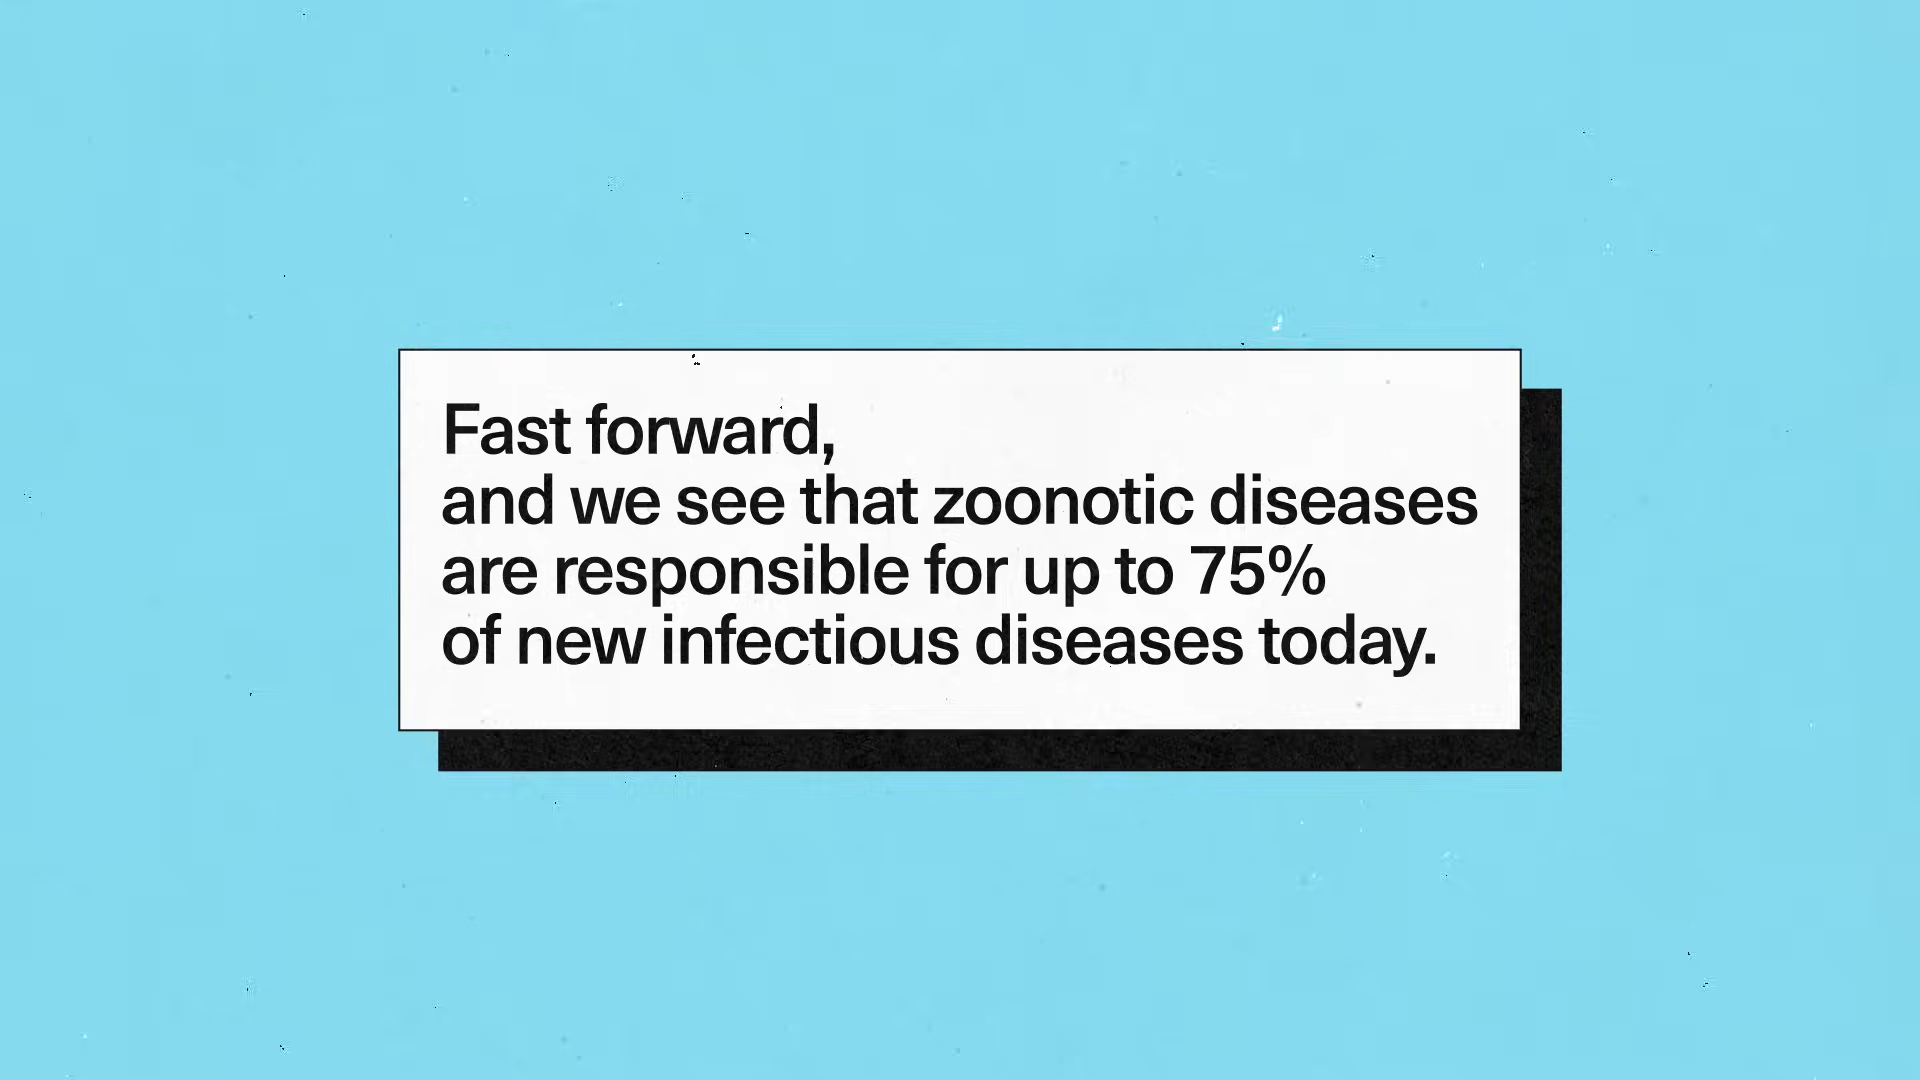 Fast forward,
and we see that zoonotic diseases
are responsible for up to 75%
of new infectious diseases today.